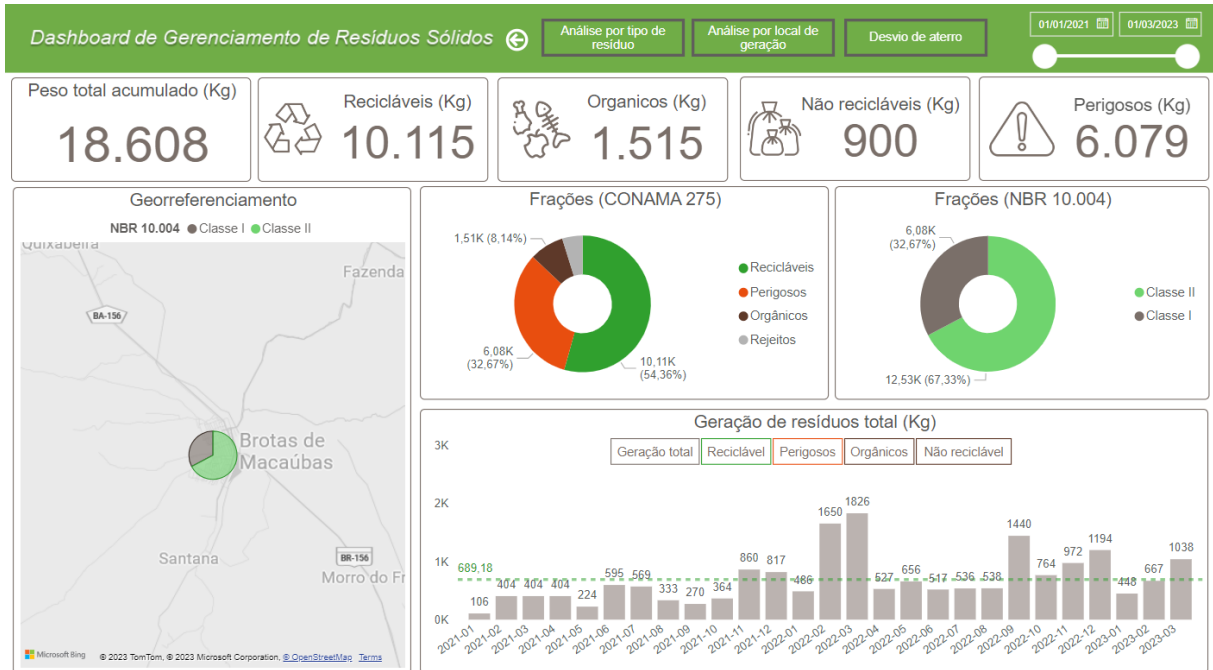 Dashboard de Gerenciamento de Resíduos Sólidos
Análise por tipo de
resíduo
Análise por local de
geração
Desvio de aterro
01/01/2021
01/03/2023
Peso total acumulado (Kg)
18.608
Recicláveis (Kg)
10.115
Organicos (Kg)
1.515
Não recicláveis (Kg)
900
Perigosos (Kg)
6.079
Georreferenciamento
NBR 10.004 Classe I Classe II
Quixabeira
Fazenda
BA-156
Brotas de
Macaúbas
Santana
BR-156
Morro do Fr
Microsoft Bing
© 2023 TomTom, © 2023 Microsoft Corporation, © OpenStreetMap Terms
Frações (CONAMA 275)
1,51K (8,14%)
6,08K
(32,67%)
10,11K
(54,36%)
Recicláveis
Perigosos
Orgânicos
Rejeitos
Frações (NBR 10.004)
6,08K
(32,67%)
12,53K (67,33%)
Classe II
Classe I
Geração de resíduos total (Kg)
Geração total
Reciclável
Perigosos
Orgânicos
Não reciclável
3K
2K
1K
0K
689,18
106 404 404 404 224 595 569 333 270 364 860 817 486 1650 1826 527 656 517 536 538 1440 764 972 1194 448 667 1038
2021-01 2021-02 2021-03 2021-04 2021-05 2021-06 2021-07 2021-08 2021-09 2021-10 2021-11 2021-12 2022-01 2022-02 2022-03 2022-04 2022-05 2022-06 2022-07 2022-08 2022-09 2022-10 2022-11 2022-12 2023-01 2023-02 2023-03